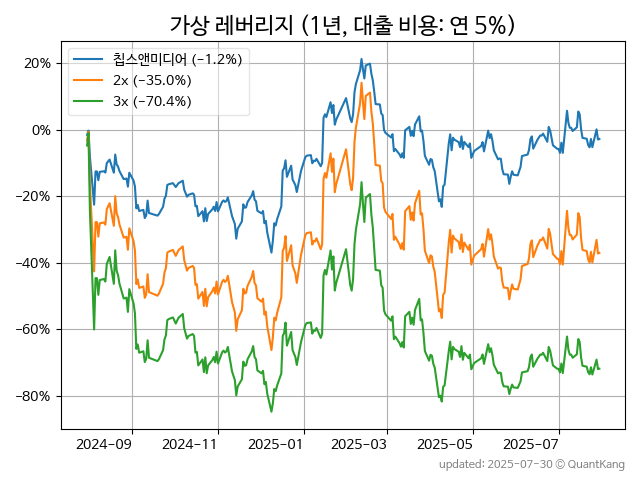 가상 레버리지 (1년, 대출 비용: 연 5%)
칩스앤미디어 (−1.2%)
2x (−35.0%)
3x (−70.4%)
20%
0%
−20%
−40%
−60%
−80%
2024-09
2024-11
2025-01
2025-03
2025-05
2025-07
updated: 2025-07-30 © QuantKang